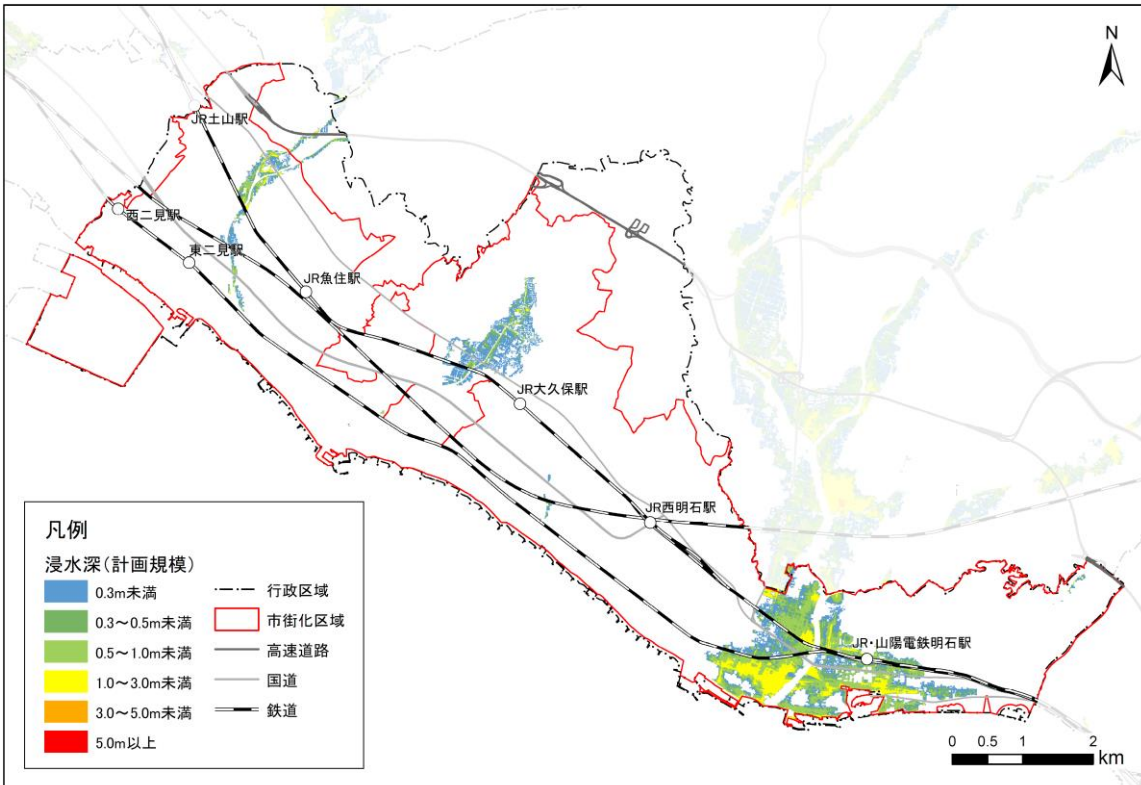 N
JR土山駅
西二見駅
東二見駅
JR魚住駅
JR大久保駅
JR西明石駅
JR・山陽電鉄明石駅
凡例
浸水深(計画規模)
0.3m未満
0.3～0.5m未満
0.5～1.0m未満
1.0～3.0m未満
3.0～5.0m未満
5.0m以上
行政区域
市街化区域
高速道路
国道
鉄道
0 0.5 1 2
km